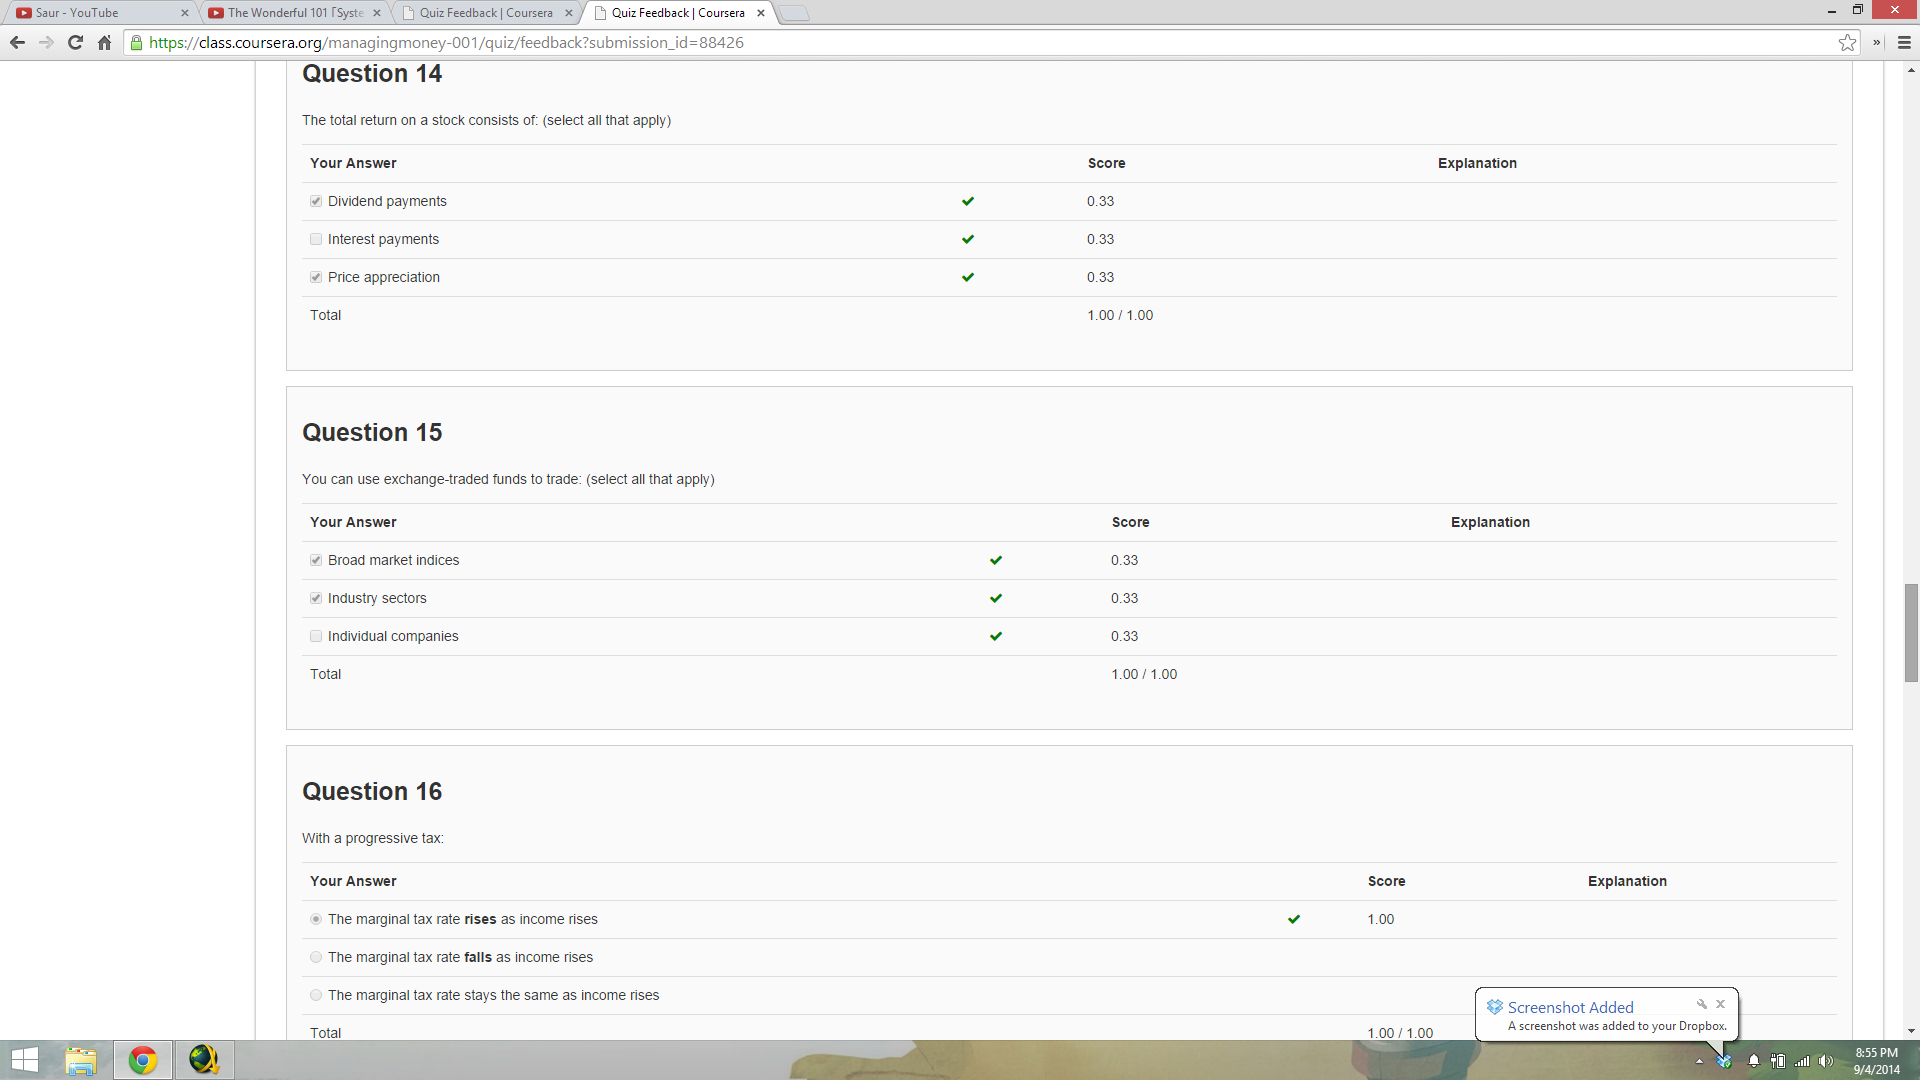 Saur - YouTube
The Wonderful 101 「Syste
Quiz Feedback | Coursera
Quiz Feedback | Coursera
https://class.coursera.org/managingmoney-001/quiz/feedback?submission_id=88426
Question 14
The total return on a stock consists of: (select all that apply)
Your Answer Score Explanation
Dividend payments 0.33
Interest payments 0.33
Price appreciation 0.33
Total 1.00 / 1.00
Question 15
You can use exchange-traded funds to trade: (select all that apply)
Your Answer Score Explanation
Broad market indices 0.33
Industry sectors 0.33
Individual companies 0.33
Total 1.00 / 1.00
Question 16
With a progressive tax:
Your Answer Score Explanation
The marginal tax rate rises as income rises 1.00
The marginal tax rate falls as income rises
The marginal tax rate stays the same as income rises
Total 1.00 / 1.00
Screenshot Added
A screenshot was added to your Dropbox.
8:55 PM
9/4/2014